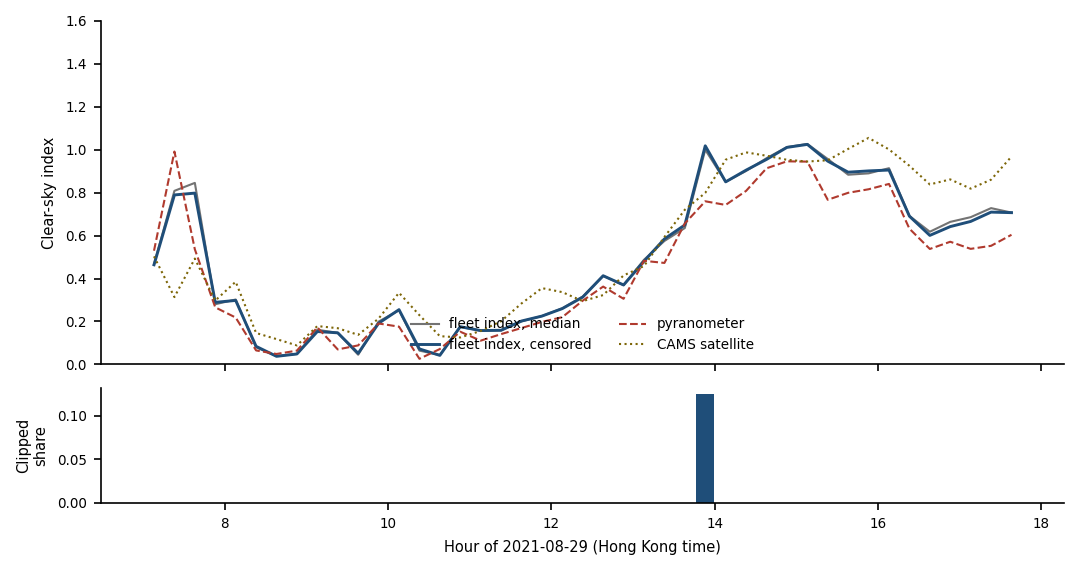 1.6
1.4
1.2
1.0
0.8
0.6
0.4
0.2
0.0
Clear-sky index
fleet index, median
fleet index, censored
pyranometer
CAMS satellite
0.10
0.05
0.00
Clipped
share
8 10 12 14 16 18
Hour of 2021-08-29 (Hong Kong time)